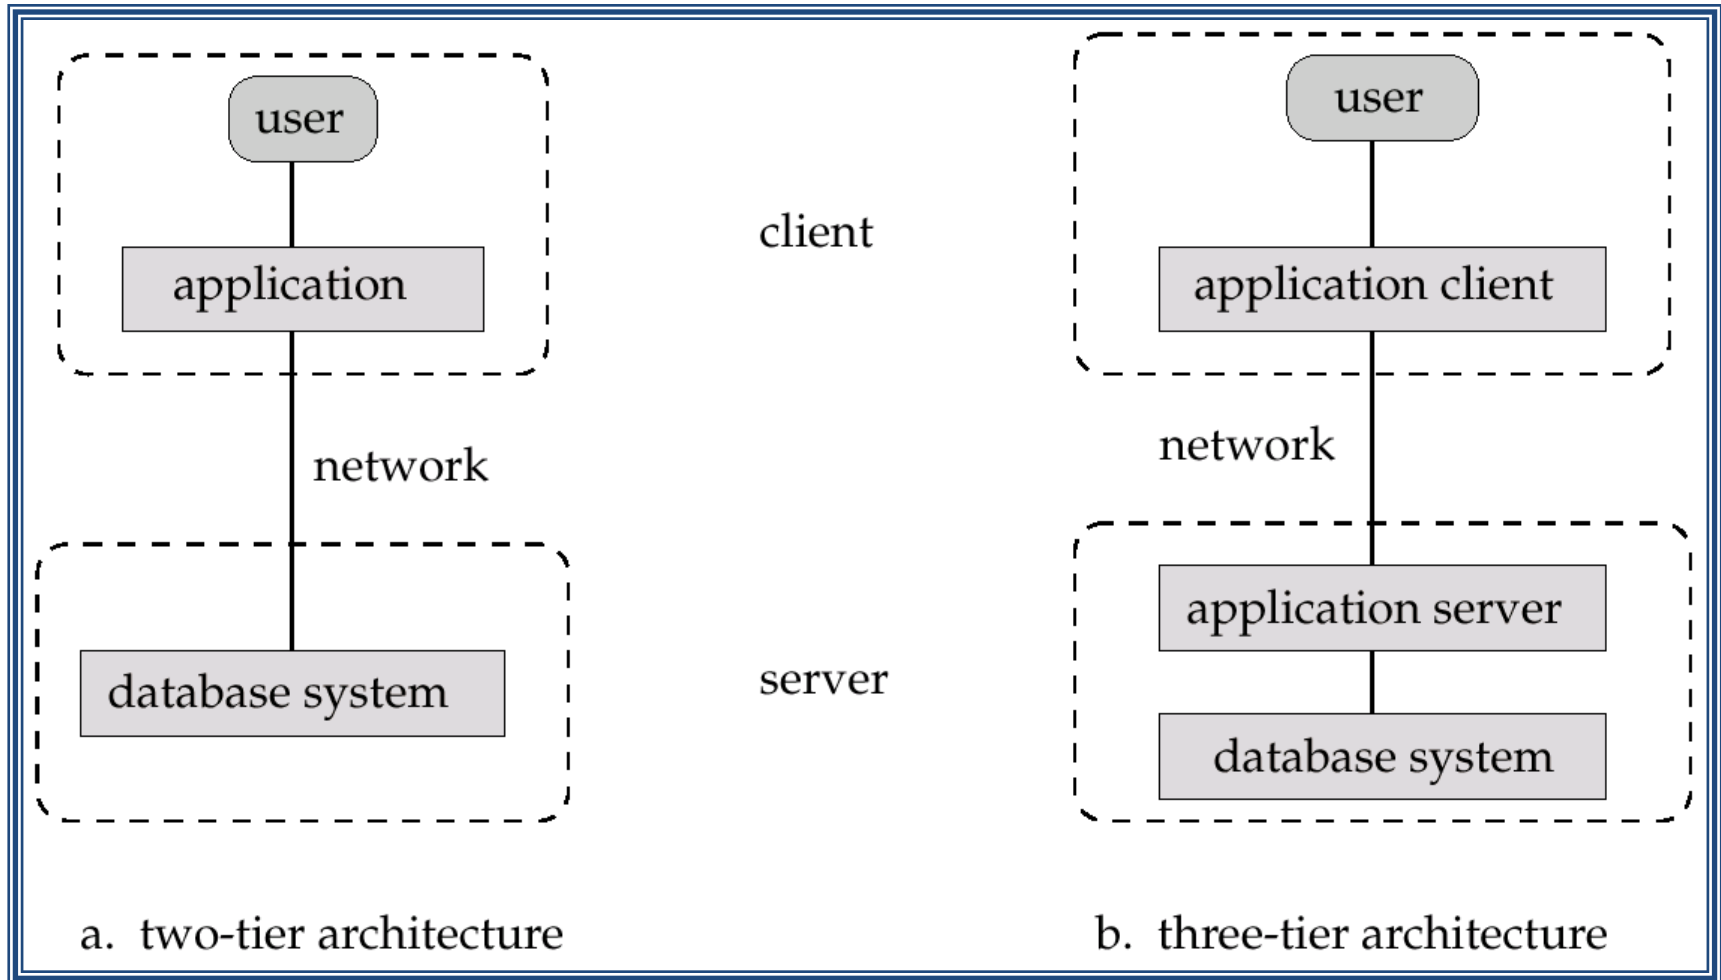 user
application
network
database system
client
server
user
application client
network
application server
database system
a. two-tier architecture
b. three-tier architecture